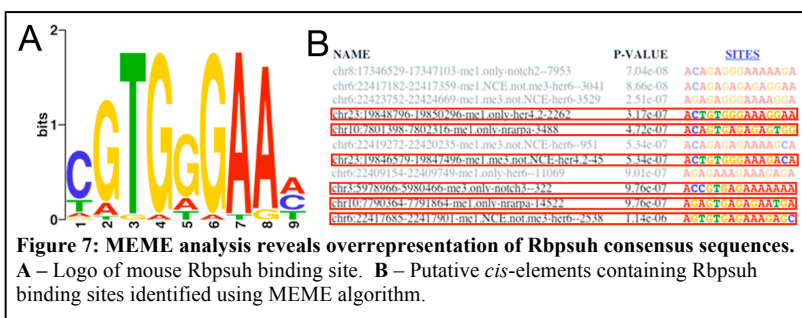 A
B
2
bits
1
0
1 2 3 4 5 6 7 8 9
NAME P-VALUE SITES
chr8:17346529-17347103-me1.only-notch2--7953 7.04e-08 ACAGAGGGAAAAAGA
chr6:22417182-22417359-me1.NCE.not.me3-her6--3041 8.66e-08 AGAGAGAGAGAGGAA
chr6:22423752-22424669-me1.me3.not.NCE-her6-3529 2.51e-07 AGAGAGGGAAAAGGA
chr23:19848796-19850296-me1.only-her4.2-2262 3.17e-07 ACTGTGGGAAAGGAA
chr10:7801398-7802316-me1.only-nrarpa-3488 4.72e-07 ACAGTGAGAGAGTGG
chr6:22419272-22420235-me1.me3.not.NCE-her6--951 5.34e-07 ACAGAGAGAAAAGCA
chr23:19846579-19847496-me1.me3.not.NCE-her4.2-45 5.34e-07 ACTGTGGGAAAGACA
chr6:22409154-22409749-me1.only-her6--11069 9.01e-07 AGAGAAAGAAAGAGA
chr3:5978966-5980466-me3.only-notch3--322 9.76e-07 ACCGTGAGAAAAAAA
chr10:7790364-7791864-me1.only-nrarpa-14522 9.76e-07 AGAGTGAGAGAATGA
chr6:22417685-22417901-me1.NCE.not.me3-her6--2538 1.14e-06 AGTGTGAGAAAGAGC
Figure 7: MEME analysis reveals overrepresentation of Rbpsuh consensus sequences.
A – Logo of mouse Rbpsuh binding site. B – Putative cis-elements containing Rbpsuh
binding sites identified using MEME algorithm.